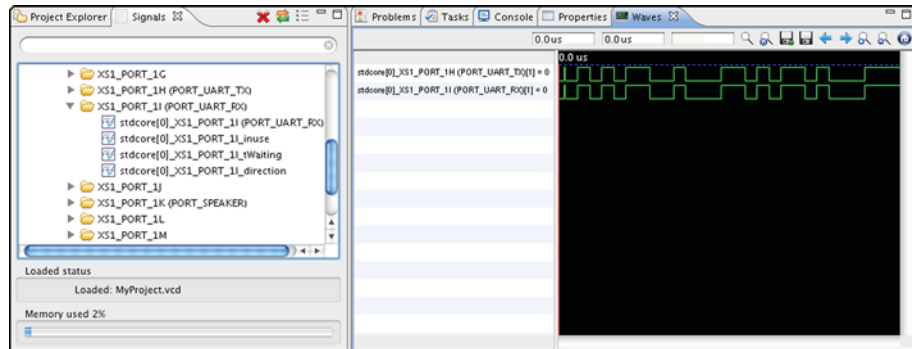 Project Explorer
Signals
XS1_PORT_1G
XS1_PORT_1H (PORT_UART_TX)
XS1_PORT_1I (PORT_UART_RX)
stdcore[0]_XS1_PORT_1I (PORT_UART_RX)
stdcore[0]_XS1_PORT_1I_inuse
stdcore[0]_XS1_PORT_1I_tWaiting
stdcore[0]_XS1_PORT_1I_direction
XS1_PORT_1J
XS1_PORT_1K (PORT_SPEAKER)
XS1_PORT_1L
XS1_PORT_1M
Loaded status
Loaded: MyProject.vcd
Memory used 2%
Problems Tasks Console Properties Waves
0.0us 0.0us
0.0 us
stdcore[0]_XS1_PORT_1H (PORT_UART_TX)[1] = 0
stdcore[0]_XS1_PORT_1I (PORT_UART_RX)[1] = 0